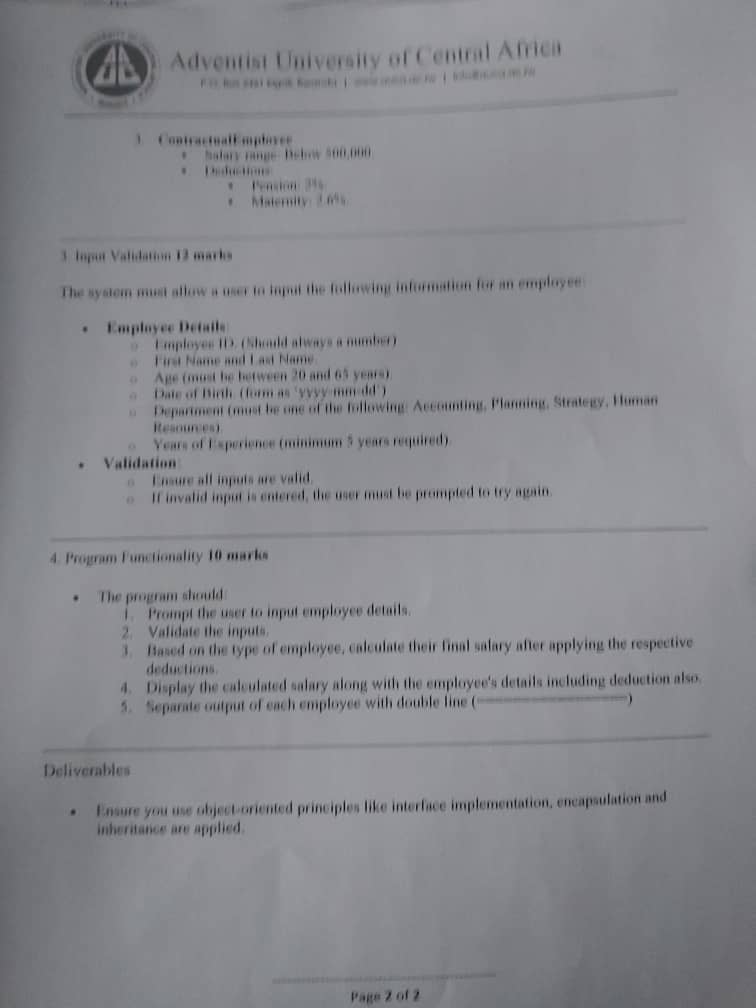 Adventist University of Central Africa
3. ContractualEmployee
• Salary range: Below 500,000
• Deductions:
• Pension: 3%
• Maternity:
3. Input Validation 12 marks
The system must allow a user to input the following information for an employee:
• Employee Details:
o Employee ID. (Should always a number)
o First Name and Last Name.
o Age (must be between 20 and 65 years).
o Date of Birth. (form as 'yyyy-mm-dd')
o Department (must be one of the following: Accounting, Planning, Strategy, Human
Resources).
o Years of Experience (minimum 5 years required).
• Validation:
o Ensure all inputs are valid.
o If invalid input is entered, the user must be prompted to try again.
4. Program Functionality 10 marks
• The program should:
1. Prompt the user to input employee details.
2. Validate the inputs.
3. Based on the type of employee, calculate their final salary after applying the respective
deductions.
4. Display the calculated salary along with the employee's details including deduction also.
5. Separate output of each employee with double line (====================)
Deliverables
• Ensure you use object-oriented principles like interface implementation, encapsulation and
inheritance are applied.
Page 2 of 2